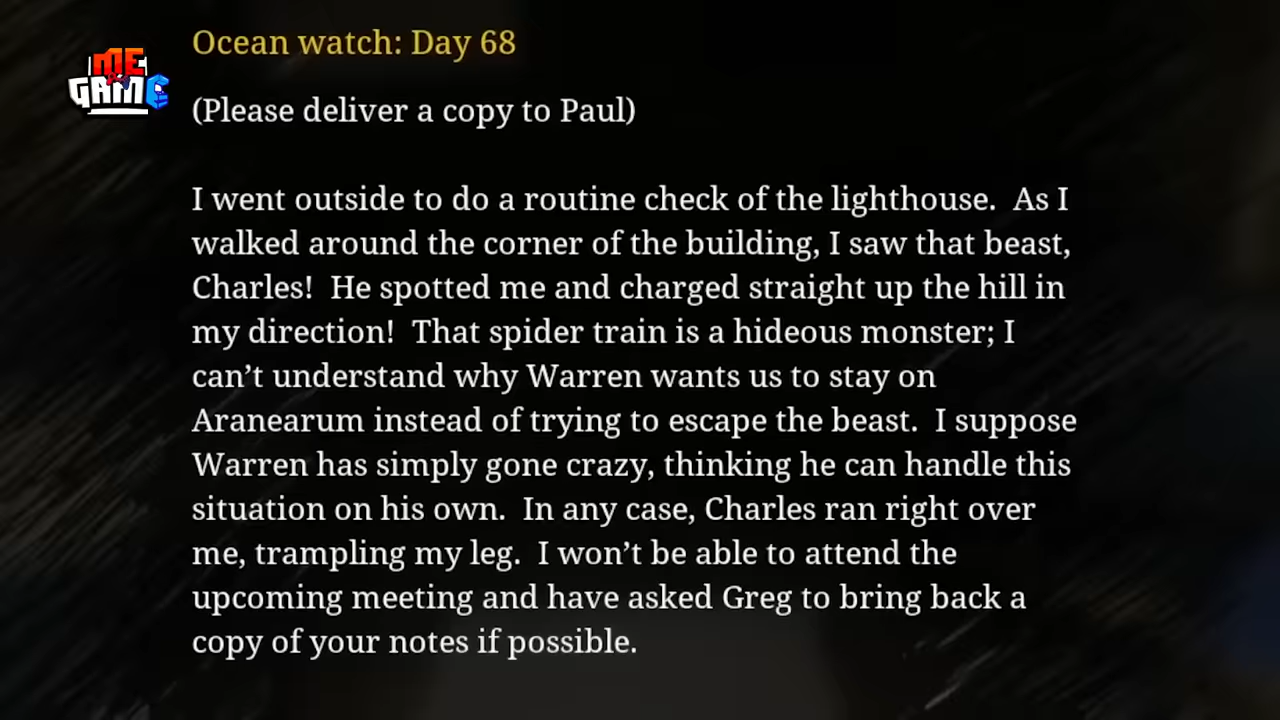 Ocean watch: Day 68
ME
GAME
(Please deliver a copy to Paul)
I went outside to do a routine check of the lighthouse.  As I
walked around the corner of the building, I saw that beast,
Charles!  He spotted me and charged straight up the hill in
my direction!  That spider train is a hideous monster; I
can’t understand why Warren wants us to stay on
Aranearum instead of trying to escape the beast.  I suppose
Warren has simply gone crazy, thinking he can handle this
situation on his own.  In any case, Charles ran right over
me, trampling my leg.  I won’t be able to attend the
upcoming meeting and have asked Greg to bring back a
copy of your notes if possible.